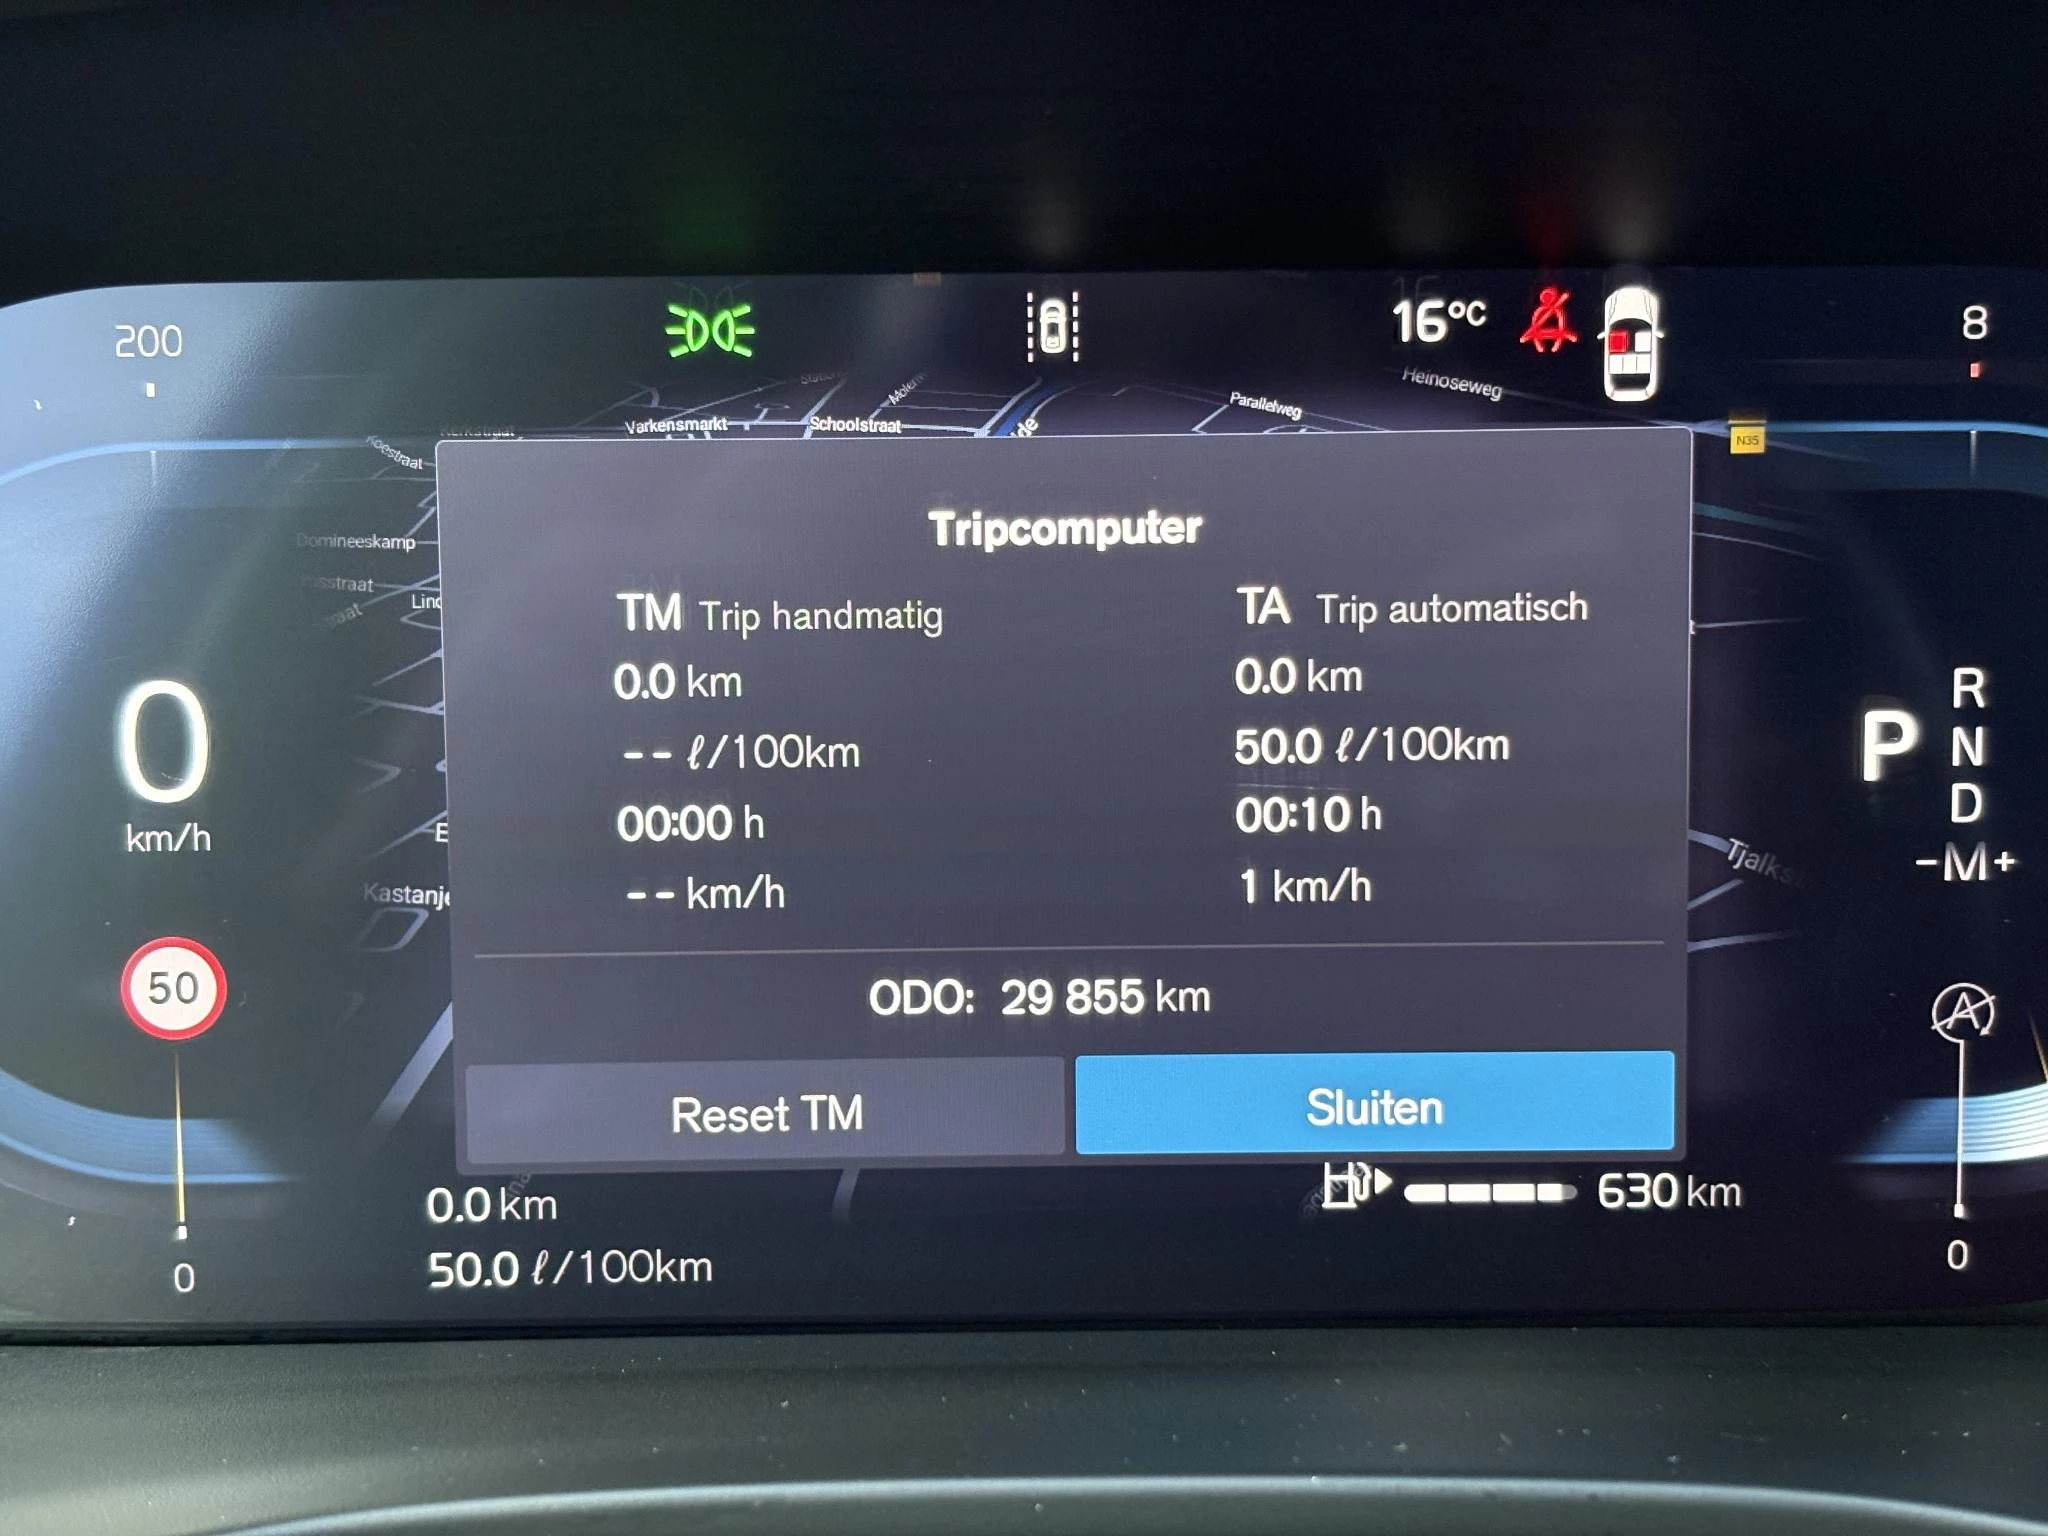 200
16°C
8
Heinoseweg
Parallelweg
Varkensmarkt
Schoolstraat
N35
Domineeskamp
Tripcomputer
TM Trip handmatig
TA Trip automatisch
0.0 km
0.0 km
-- ℓ/100km
50.0 ℓ/100km
00:00 h
00:10 h
-- km/h
1 km/h
ODO: 29 855 km
Reset TM
Sluiten
0
km/h
50
P
R
N
D
-M+
A
0.0 km
50.0 ℓ/100km
630 km
0
0